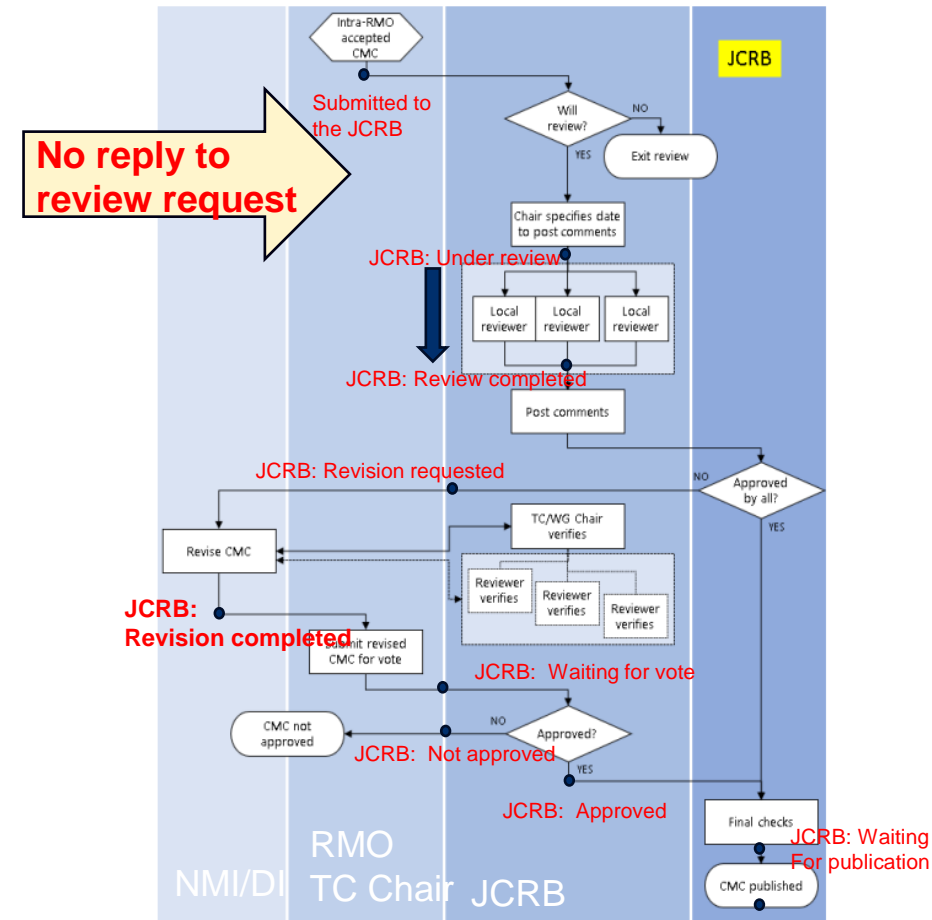 Intra-RMO
accepted
CMC
JCRB
Submitted to
the JCRB
Will
review?
NO
YES
Exit review
No reply to
review request
Chair specifies date
to post comments
JCRB: Under review
Local
reviewer
Local
reviewer
Local
reviewer
JCRB: Review completed
Post comments
JCRB: Revision requested
NO
Approved
by all?
YES
TC/WG Chair
verifies
Revise CMC
Reviewer
verifies
Reviewer
verifies
Reviewer
verifies
JCRB:
Revision completed
Submit revised
CMC for vote
JCRB: Waiting for vote
CMC not
approved
NO
Approved?
JCRB: Not approved
YES
JCRB: Approved
Final checks
JCRB: Waiting
For publication
CMC published
NMI/DI
RMO
TC Chair
JCRB